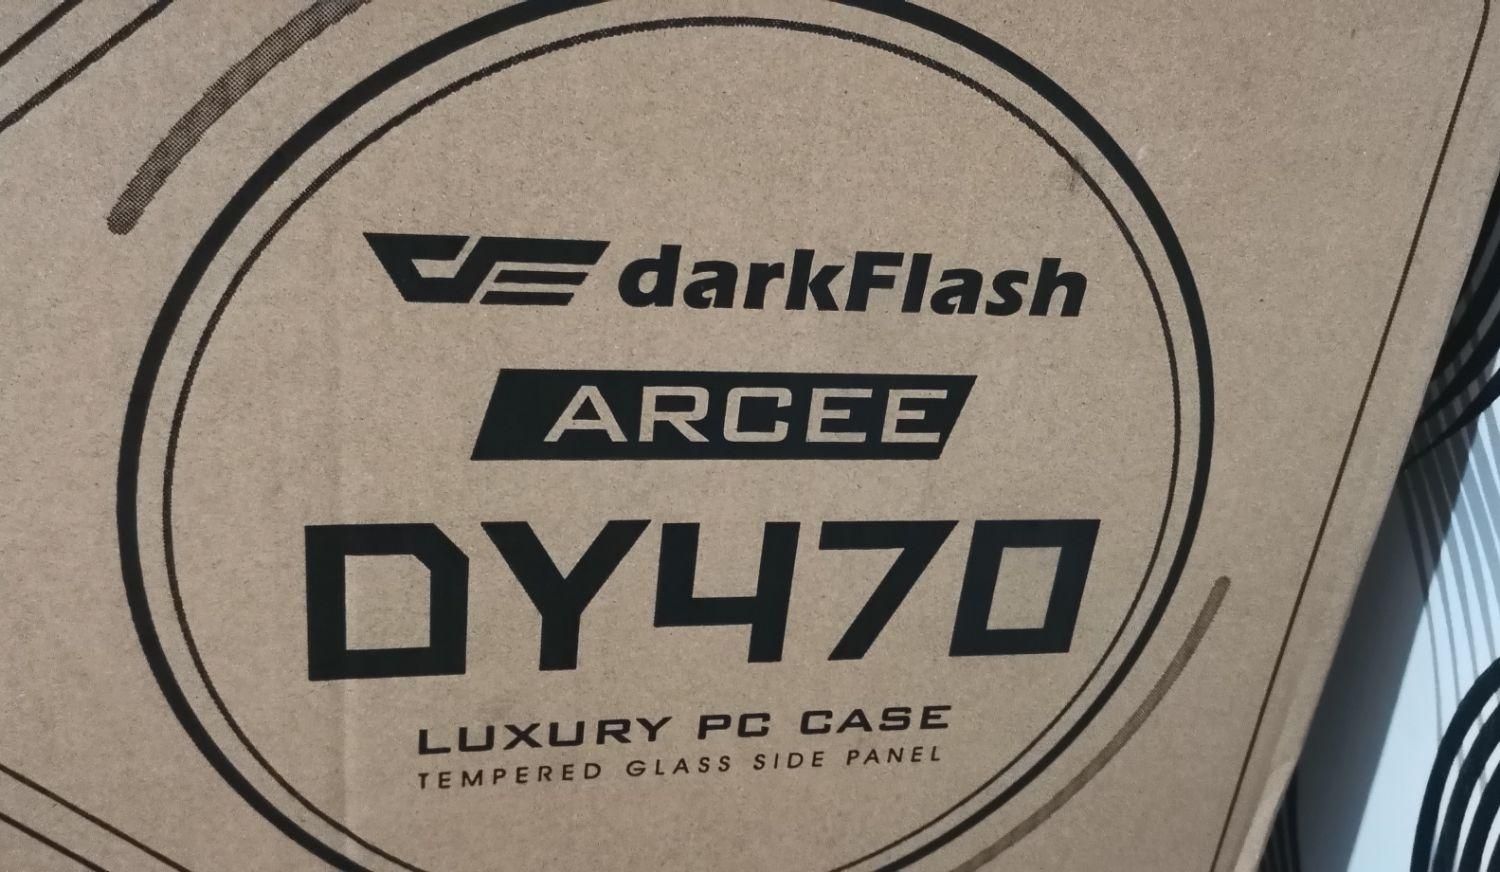 darkFlash
ARCEE
DY470
LUXURY PC CASE
TEMPERED GLASS SIDE PANEL